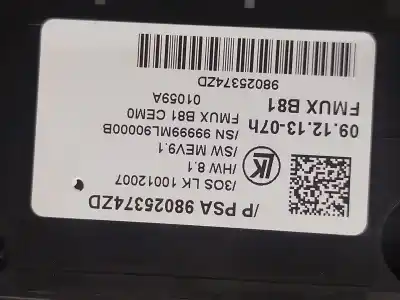 /P PSA 98025374ZD
/3OS LK 10012007
/HW 8.1
/SW MEV9.1
/SN 99999ML90000B
FMUX B81 CEM0
01059A
LK
09.12.13-07h
FMUX B81
98025374ZD